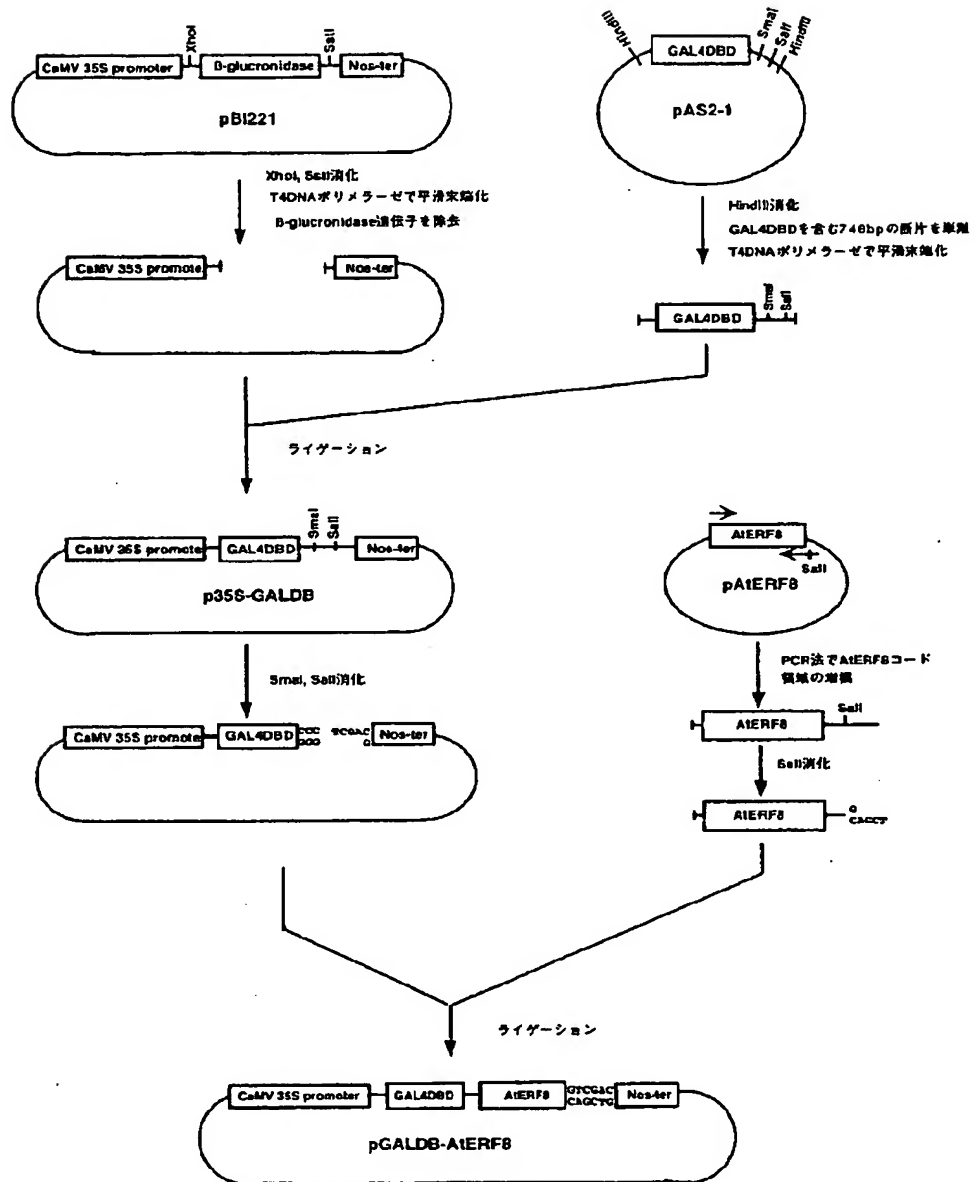 XhoI
SalI
CaMV 35S promoter
B-glucronidase
Nos-ter
pBI221
HindIII
GAL4DBD
SmaI
SalI
HindIII
pAS2-1
XhoI, SalI消化
T4DNAポリメラーゼで平滑末端化
B-glucronidase遺伝子を除去
HindIII消化
GAL4DBDを含む748bpの断片を単離
T4DNAポリメラーゼで平滑末端化
CaMV 35S promote
Nos-ter
GAL4DBD
SmaI
SalI
ライゲーション
CaMV 35S promote
GAL4DBD
SmaI
SalI
Nos-ter
p35S-GALDB
AtERF8
SalI
pAtERF8
SmaI, SalI消化
PCR法でAtERF8コード
領域の増幅
CaMV 35S promote
GAL4DBD
CCC
GGG
TCGAC
G
Nos-ter
AtERF8
SalI
SalI消化
AtERF8
G
CAGCT
ライゲーション
CaMV 35S promoter
GAL4DBD
AtERF8
GTCGAC
CAGCTG
Nos-ter
pGALDB-AtERF8